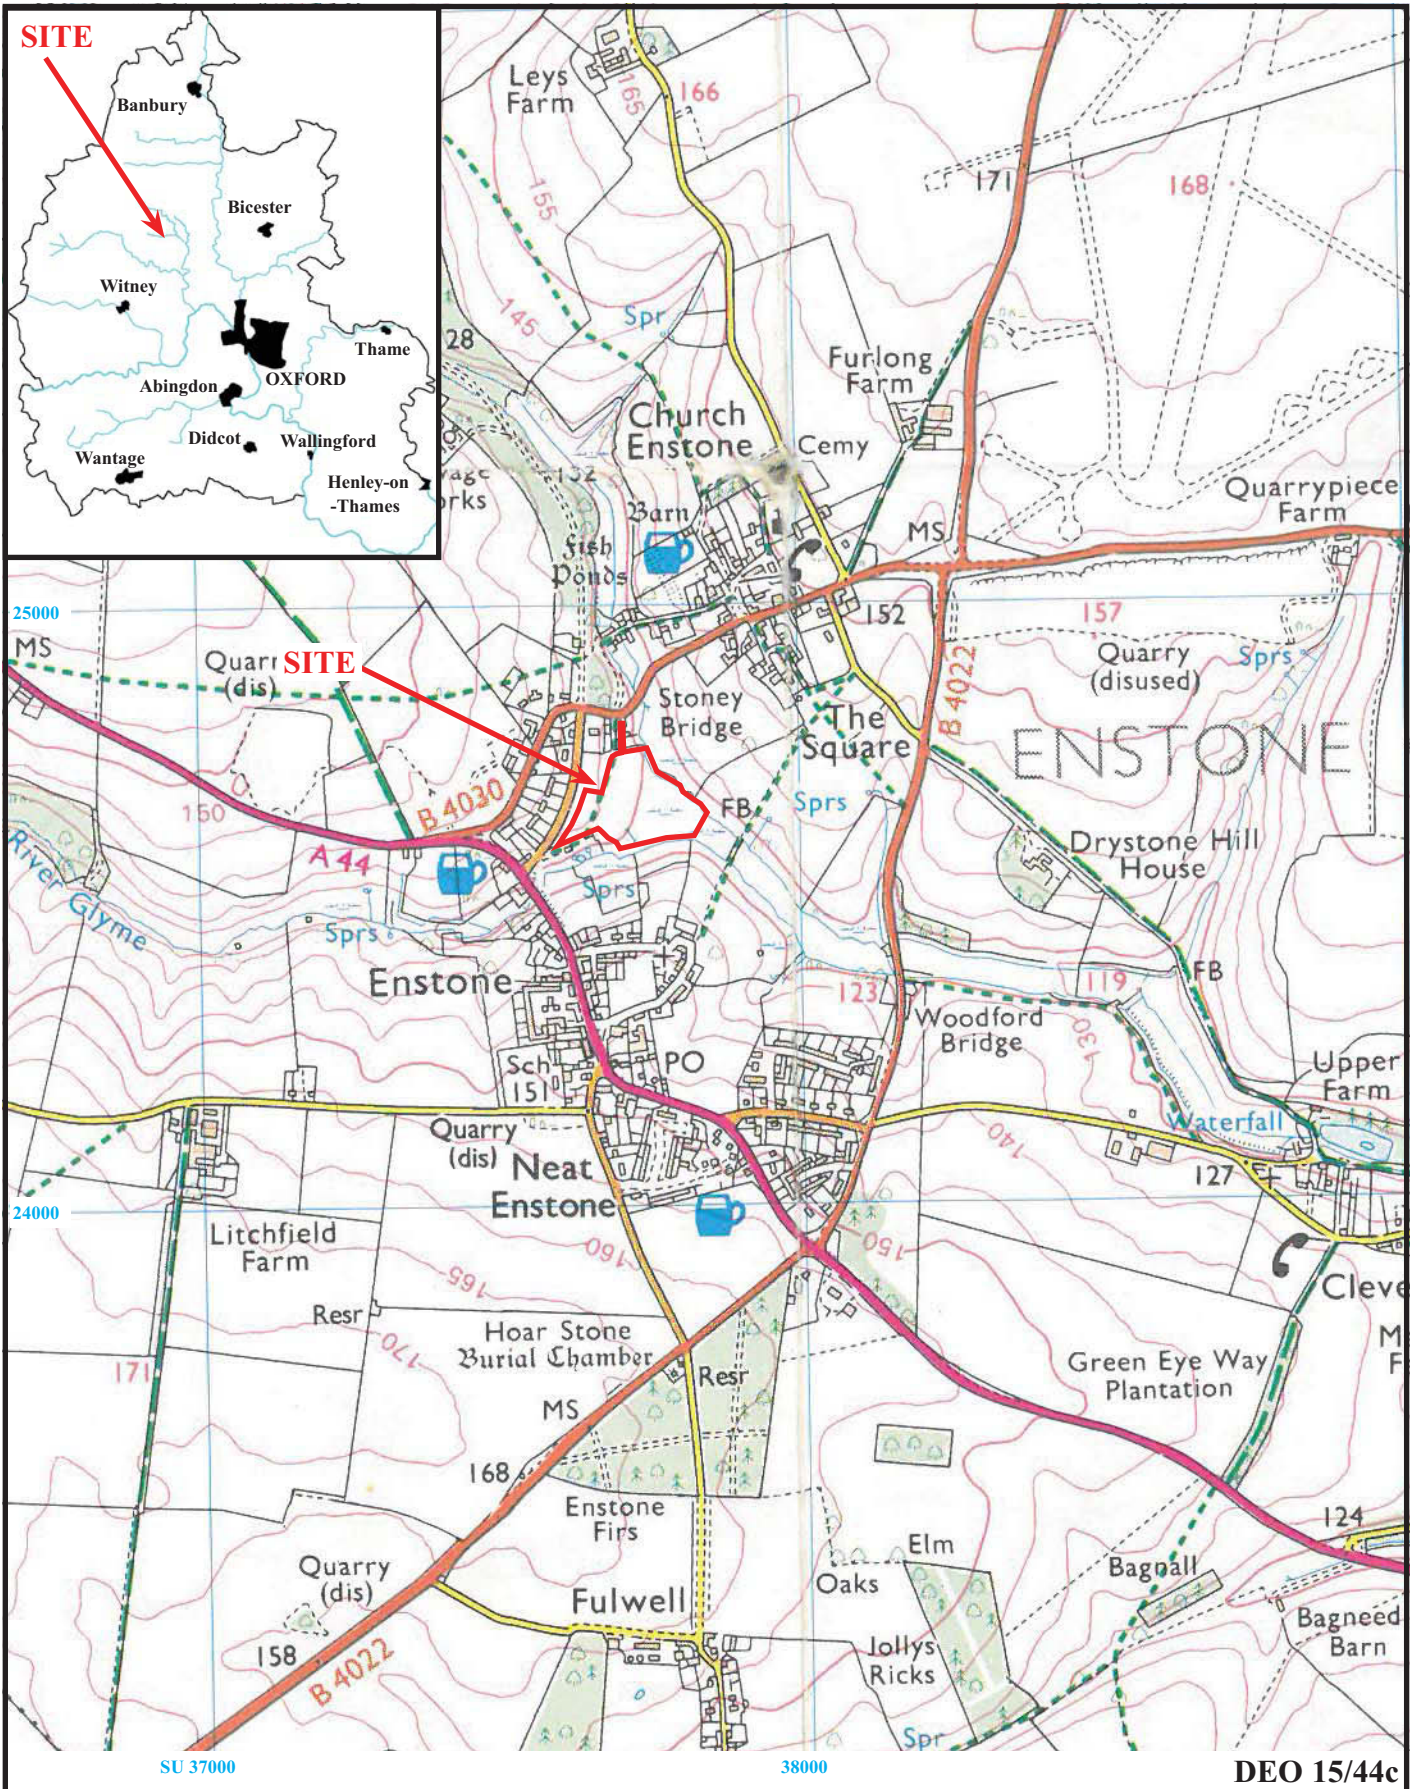 SITE
Banbury
Bicester
Witney
Thame
OXFORD
Abingdon
Didcot
Wallingford
Wantage
Henley-on
-Thames
Leys
Farm
165
166
155
145
171
168
28
Spr
Furlong
Farm
Church
Enstone
Cemy
132
Barn
MS
Quarrypiece
Farm
Fish
Ponds
orks
25000
152
157
MS
Quarr
(dis)
SITE
Stoney
Bridge
The
Square
B 4022
Quarry
(disused)
Sprs
ENSTONE
150
B 4030
A 44
FB
Sprs
Drystone Hill
House
River Glyme
Sprs
Sprs
Enstone
123
119
FB
Woodford
Bridge
130
Sch
151
PO
Upper
Farm
Waterfall
Quarry
(dis)
Neat
Enstone
140
127
24000
Litchfield
Farm
160
150
165
Cleve
Resr
170
Hoar Stone
Burial Chamber
M
F
171
Resr
Green Eye Way
Plantation
MS
168
Enstone
Firs
124
Elm
Oaks
Bagnall
Quarry
(dis)
Fulwell
Bagneed
Barn
158
B 4022
Jollys
Ricks
Spr
SU 37000
38000
DEO 15/44c